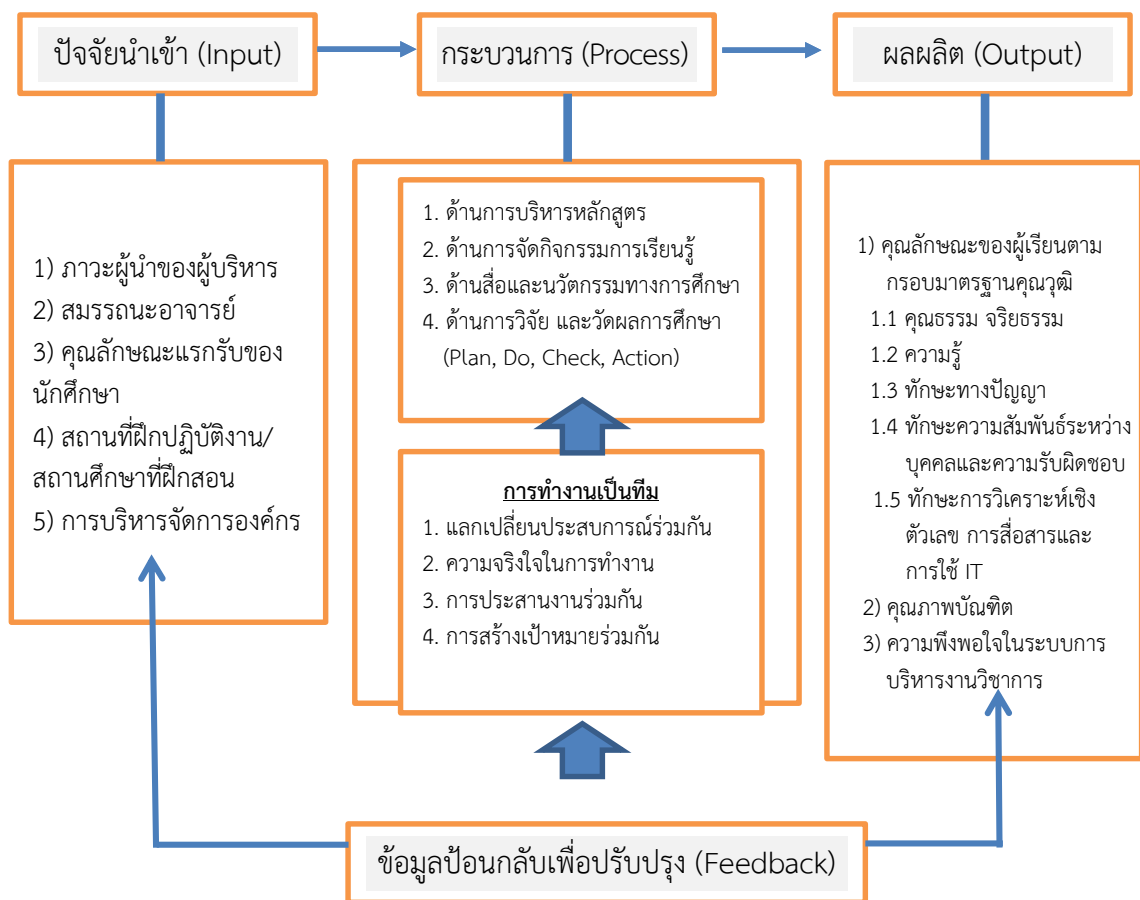 ปัจจัยนำเข้า (Input)
กระบวนการ (Process)
ผลผลิต (Output)
1) ภาวะผู้นำของผู้บริหาร
2) สมรรถนะอาจารย์
3) คุณลักษณะแรกรับของ
นักศึกษา
4) สถานที่ฝึกปฏิบัติงาน/
สถานศึกษาที่ฝึกสอน
5) การบริหารจัดการองค์กร
1. ด้านการบริหารหลักสูตร
2. ด้านการจัดกิจกรรมการเรียนรู้
3. ด้านสื่อและนวัตกรรมทางการศึกษา
4. ด้านการวิจัย และวัดผลการศึกษา
(Plan, Do, Check, Action)
การทำงานเป็นทีม
1. แลกเปลี่ยนประสบการณ์ร่วมกัน
2. ความจริงใจในการทำงาน
3. การประสานงานร่วมกัน
4. การสร้างเป้าหมายร่วมกัน
1) คุณลักษณะของผู้เรียนตาม
กรอบมาตรฐานคุณวุฒิ
1.1 คุณธรรม จริยธรรม
1.2 ความรู้
1.3 ทักษะทางปัญญา
1.4 ทักษะความสัมพันธ์ระหว่าง
บุคคลและความรับผิดชอบ
1.5 ทักษะการวิเคราะห์เชิง
ตัวเลข การสื่อสารและ
การใช้ IT
2) คุณภาพบัณฑิต
3) ความพึงพอใจในระบบการ
บริหารงานวิชาการ
ข้อมูลป้อนกลับเพื่อปรับปรุง (Feedback)